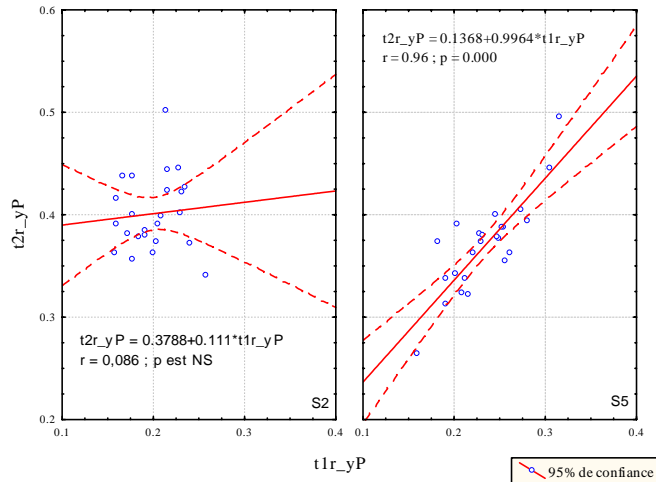 0.6
0.5
0.4
0.3
0.2
t2r_yP
t2r_yP = 0.3788+0.111*t1r_yP
r = 0,086 ; p est NS
S2
0.1
0.2
0.3
0.4
t2r_yP = 0.1368+0.9964*t1r_yP
r = 0.96 ; p = 0.000
S5
0.1
0.2
0.3
0.4
t1r_yP
95% de confiance